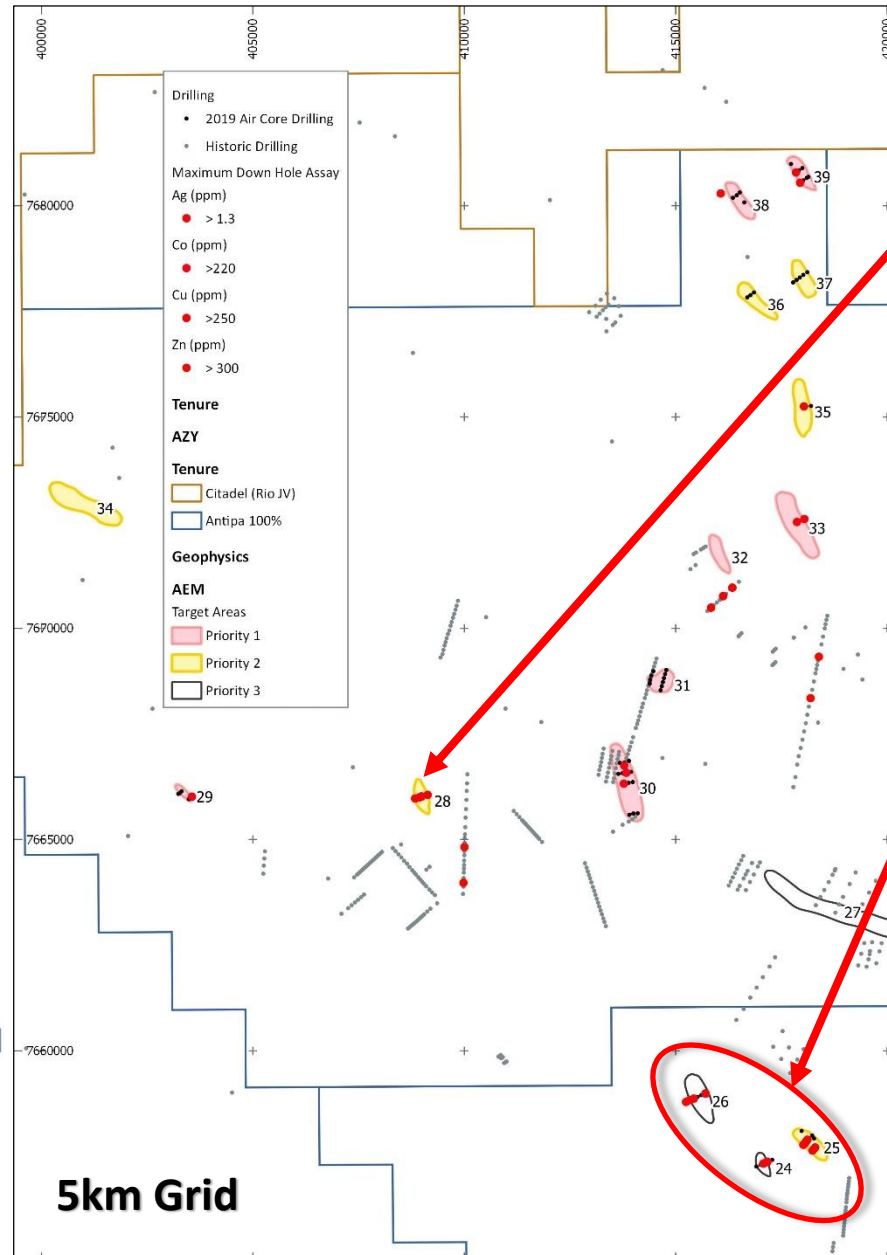 400000
405000
410000
415000
Drilling
2019 Air Core Drilling
Historic Drilling
Maximum Down Hole Assay
Ag (ppm)
> 1.3
Co (ppm)
>220
Cu (ppm)
>250
Zn (ppm)
> 300
Tenure
AZY
Tenure
Citadel (Rio JV)
Antipa 100%
Geophysics
AEM
Target Areas
Priority 1
Priority 2
Priority 3
7680000
7675000
7670000
7665000
7660000
39
38
37
36
35
34
33
32
31
30
29
28
27
26
25
24
5km Grid